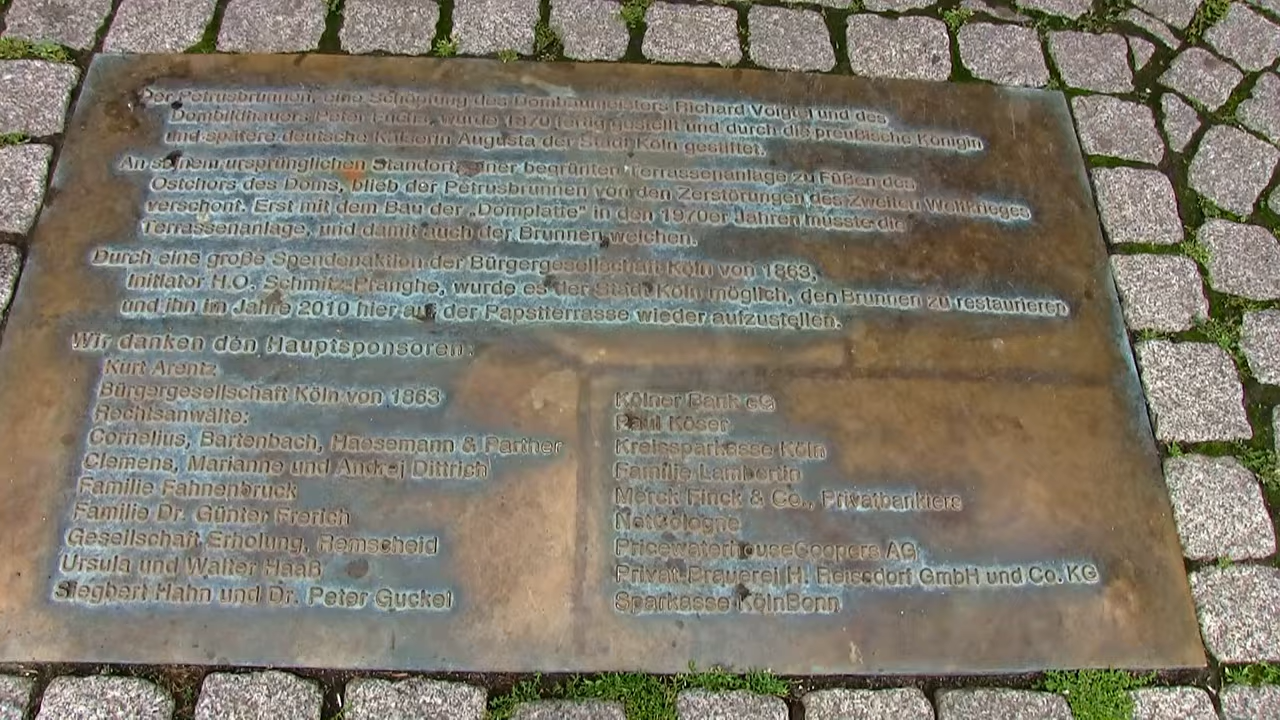 Der Petrusbrunnen, eine Schöpfung des Dombaumeisters Richard Voigtel und des
Dombildhauers Peter Fuchs, wurde 1870 fertiggestellt und durch die preußische Königin
und spätere deutsche Kaiserin Augusta der Stadt Köln gestiftet.
An seinem ursprünglichen Standort, einer begrünten Terrassenanlage zu Füßen des
Ostchors des Doms, blieb der Petrusbrunnen von den Zerstörungen des Zweiten Weltkrieges
verschont. Erst mit dem Bau der „Domplatte“ in den 1970er Jahren musste die
Terrassenanlage, und damit auch der Brunnen weichen.
Durch eine große Spendenaktion der Bürgergesellschaft Köln von 1863,
Initiator H.O. Schmitz-Pranghe, wurde es der Stadt Köln möglich, den Brunnen zu restaurieren
und ihn im Jahre 2010 hier auf der Papstterrasse wieder aufzustellen.
Wir danken den Hauptsponsoren:
Kurt Arentz
Bürgergesellschaft Köln von 1863
Rechtsanwälte:
Cornelius, Bartenbach, Haesemann & Partner
Clemens, Marianne und Andrej Dittrich
Familie Fahnenbruck
Familie Dr. Günter Frerich
Gesellschaft Erholung, Remscheid
Ursula und Walter Haaß
Siegbert Hahn und Dr. Peter Guckel
Kölner Bank eG
Paul Köser
Kreissparkasse Köln
Familie Lambertin
Merck Finck & Co., Privatbankiers
NetCologne
PricewaterhouseCoopers AG
Privat-Brauerei H. Reissdorf GmbH und Co. KG
Sparkasse KölnBonn